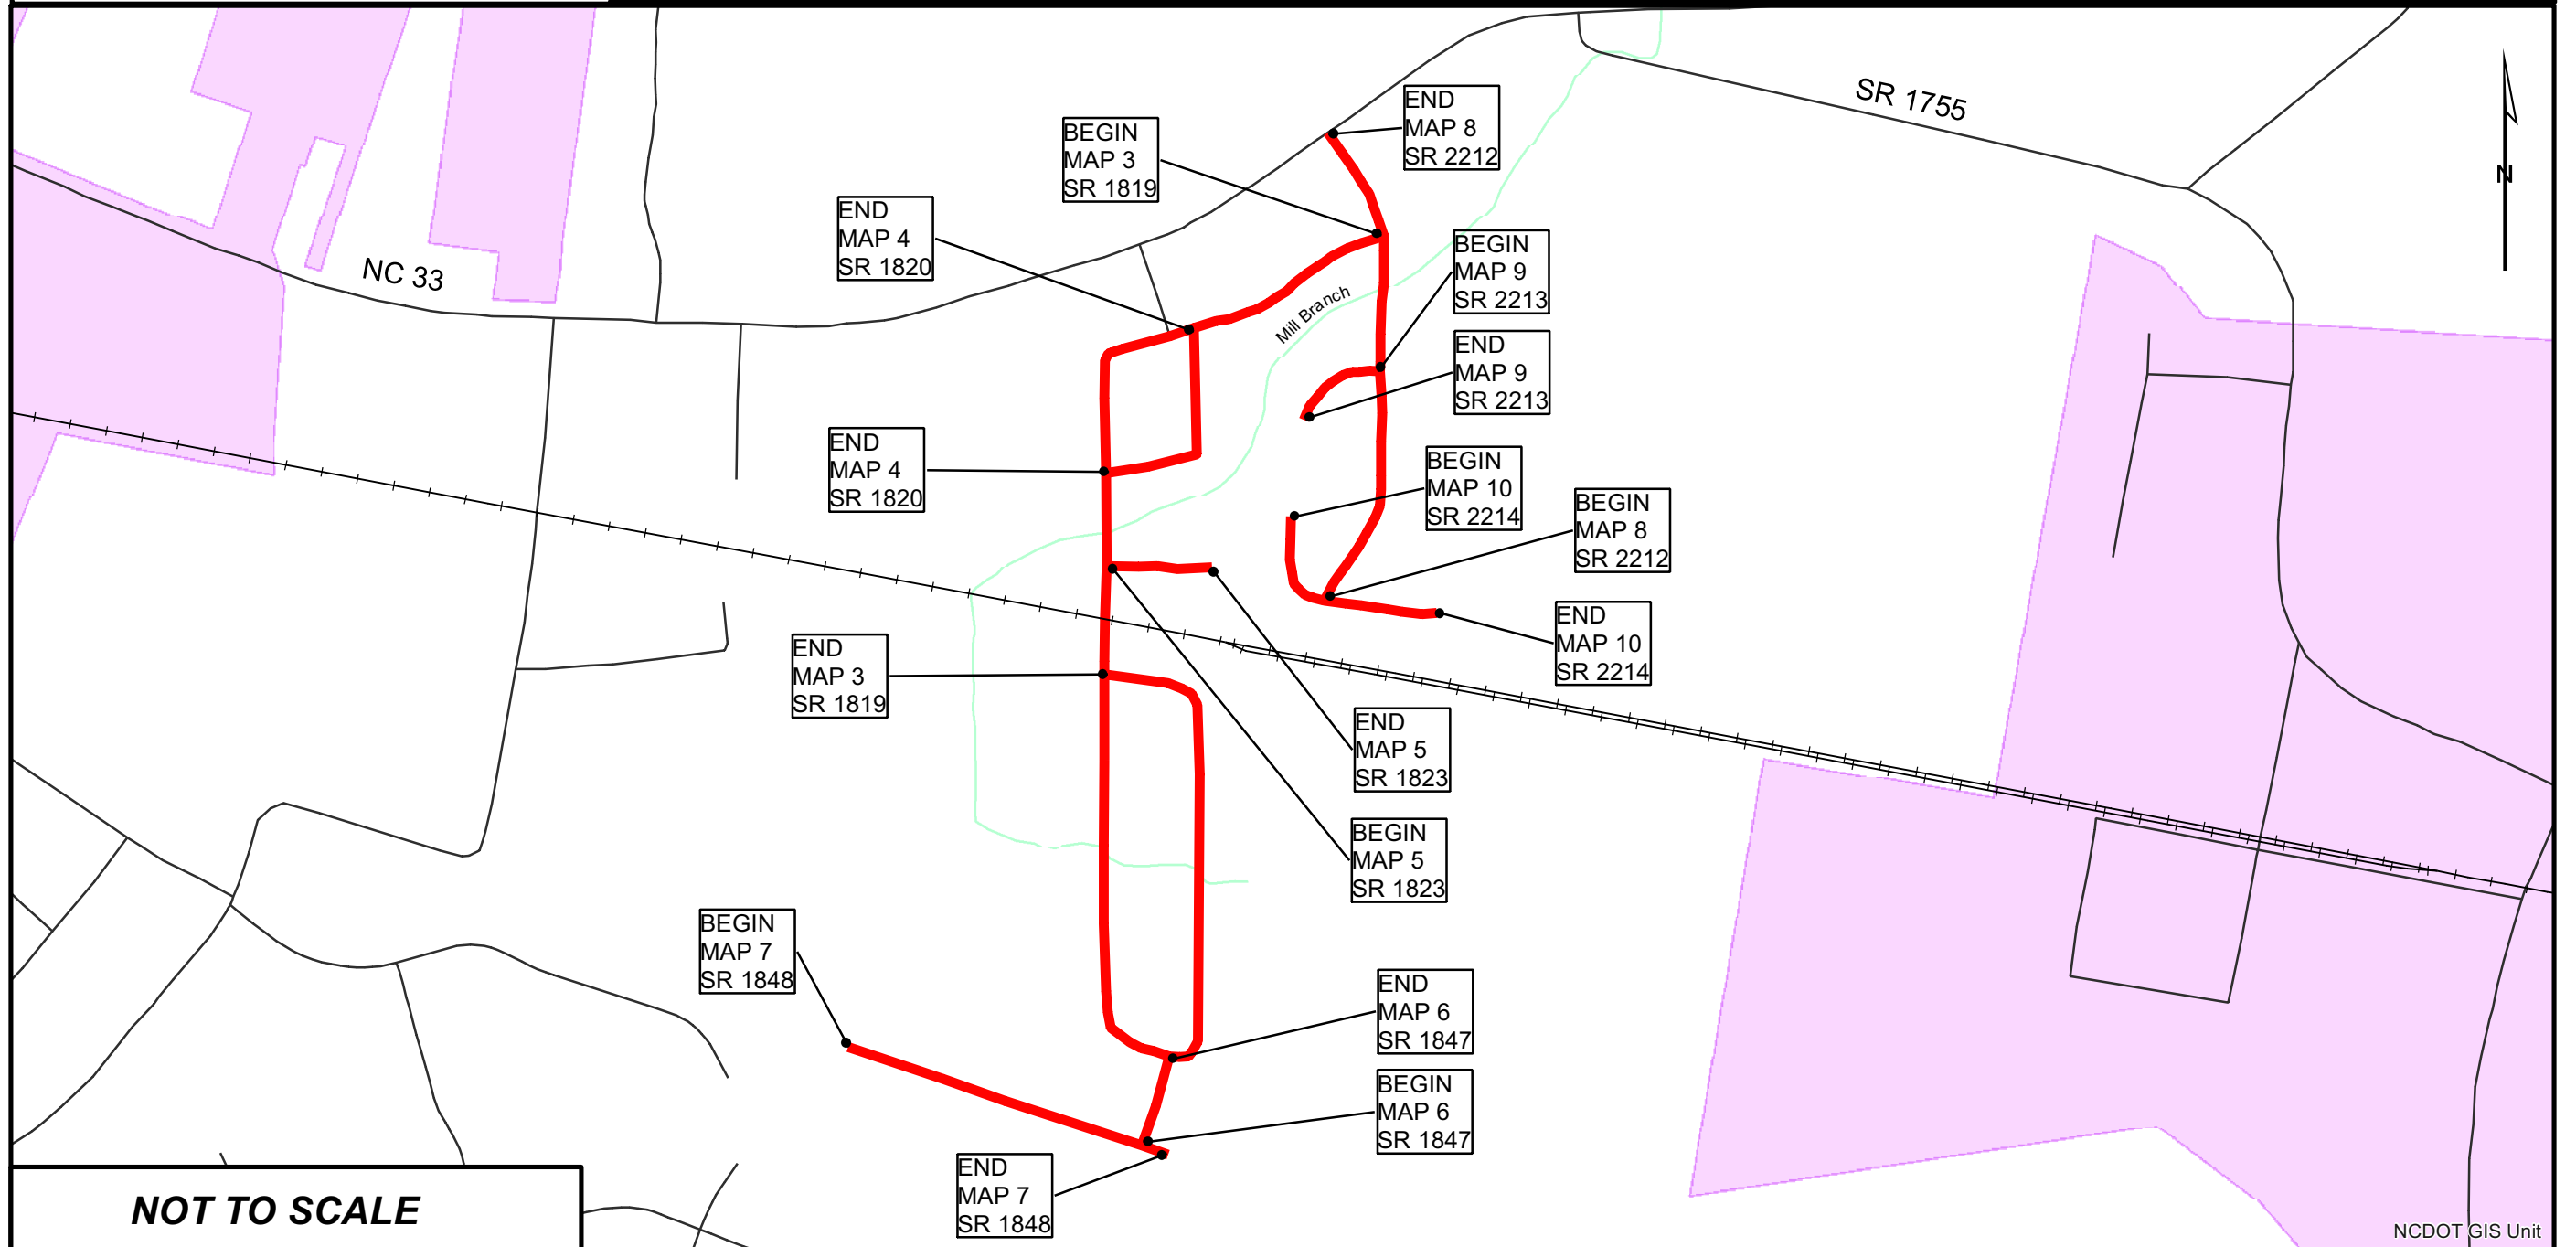 SR 1755
END
MAP 8
SR 2212
BEGIN
MAP 3
SR 1819
N
END
MAP 4
SR 1820
NC 33
BEGIN
MAP 9
SR 2213
Mill Branch
END
MAP 9
SR 2213
END
MAP 4
SR 1820
BEGIN
MAP 10
SR 2214
BEGIN
MAP 8
SR 2212
END
MAP 10
SR 2214
END
MAP 3
SR 1819
END
MAP 5
SR 1823
BEGIN
MAP 5
SR 1823
BEGIN
MAP 7
SR 1848
END
MAP 6
SR 1847
BEGIN
MAP 6
SR 1847
END
MAP 7
SR 1848
NOT TO SCALE
NCDOT GIS Unit